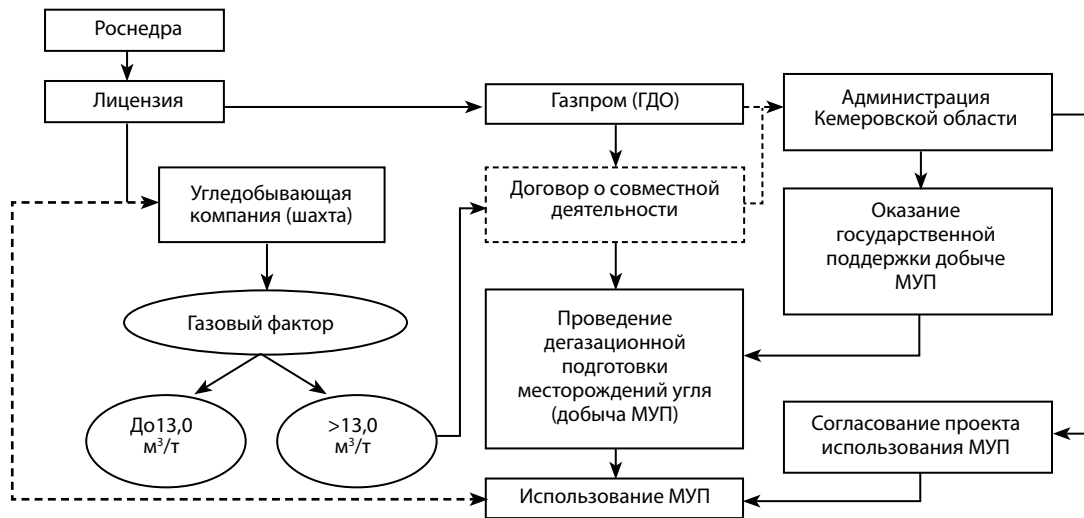 Роснедра
Лицензия
Газпром (ГДО)
Администрация
Кемеровской области
Угледобывающая
компания (шахта)
Договор о совместной
деятельности
Оказание
государственной
поддержки добыче
МУП
Газовый фактор
Проведение
дегазационной
подготовки
месторождений угля
(добыча МУП)
До13,0
м³/т
>13,0
м³/т
Согласование проекта
использования МУП
Использование МУП